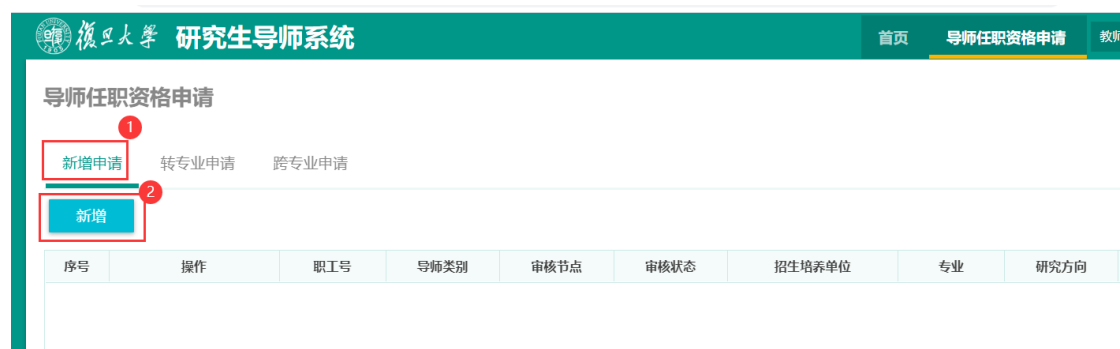 復旦大學 研究生导师系统 首页 导师任职资格申请 教师
导师任职资格申请
1
新增申请 转专业申请 跨专业申请
2
新增
序号 操作 职工号 导师类别 审核节点 审核状态 招生培养单位 专业 研究方向